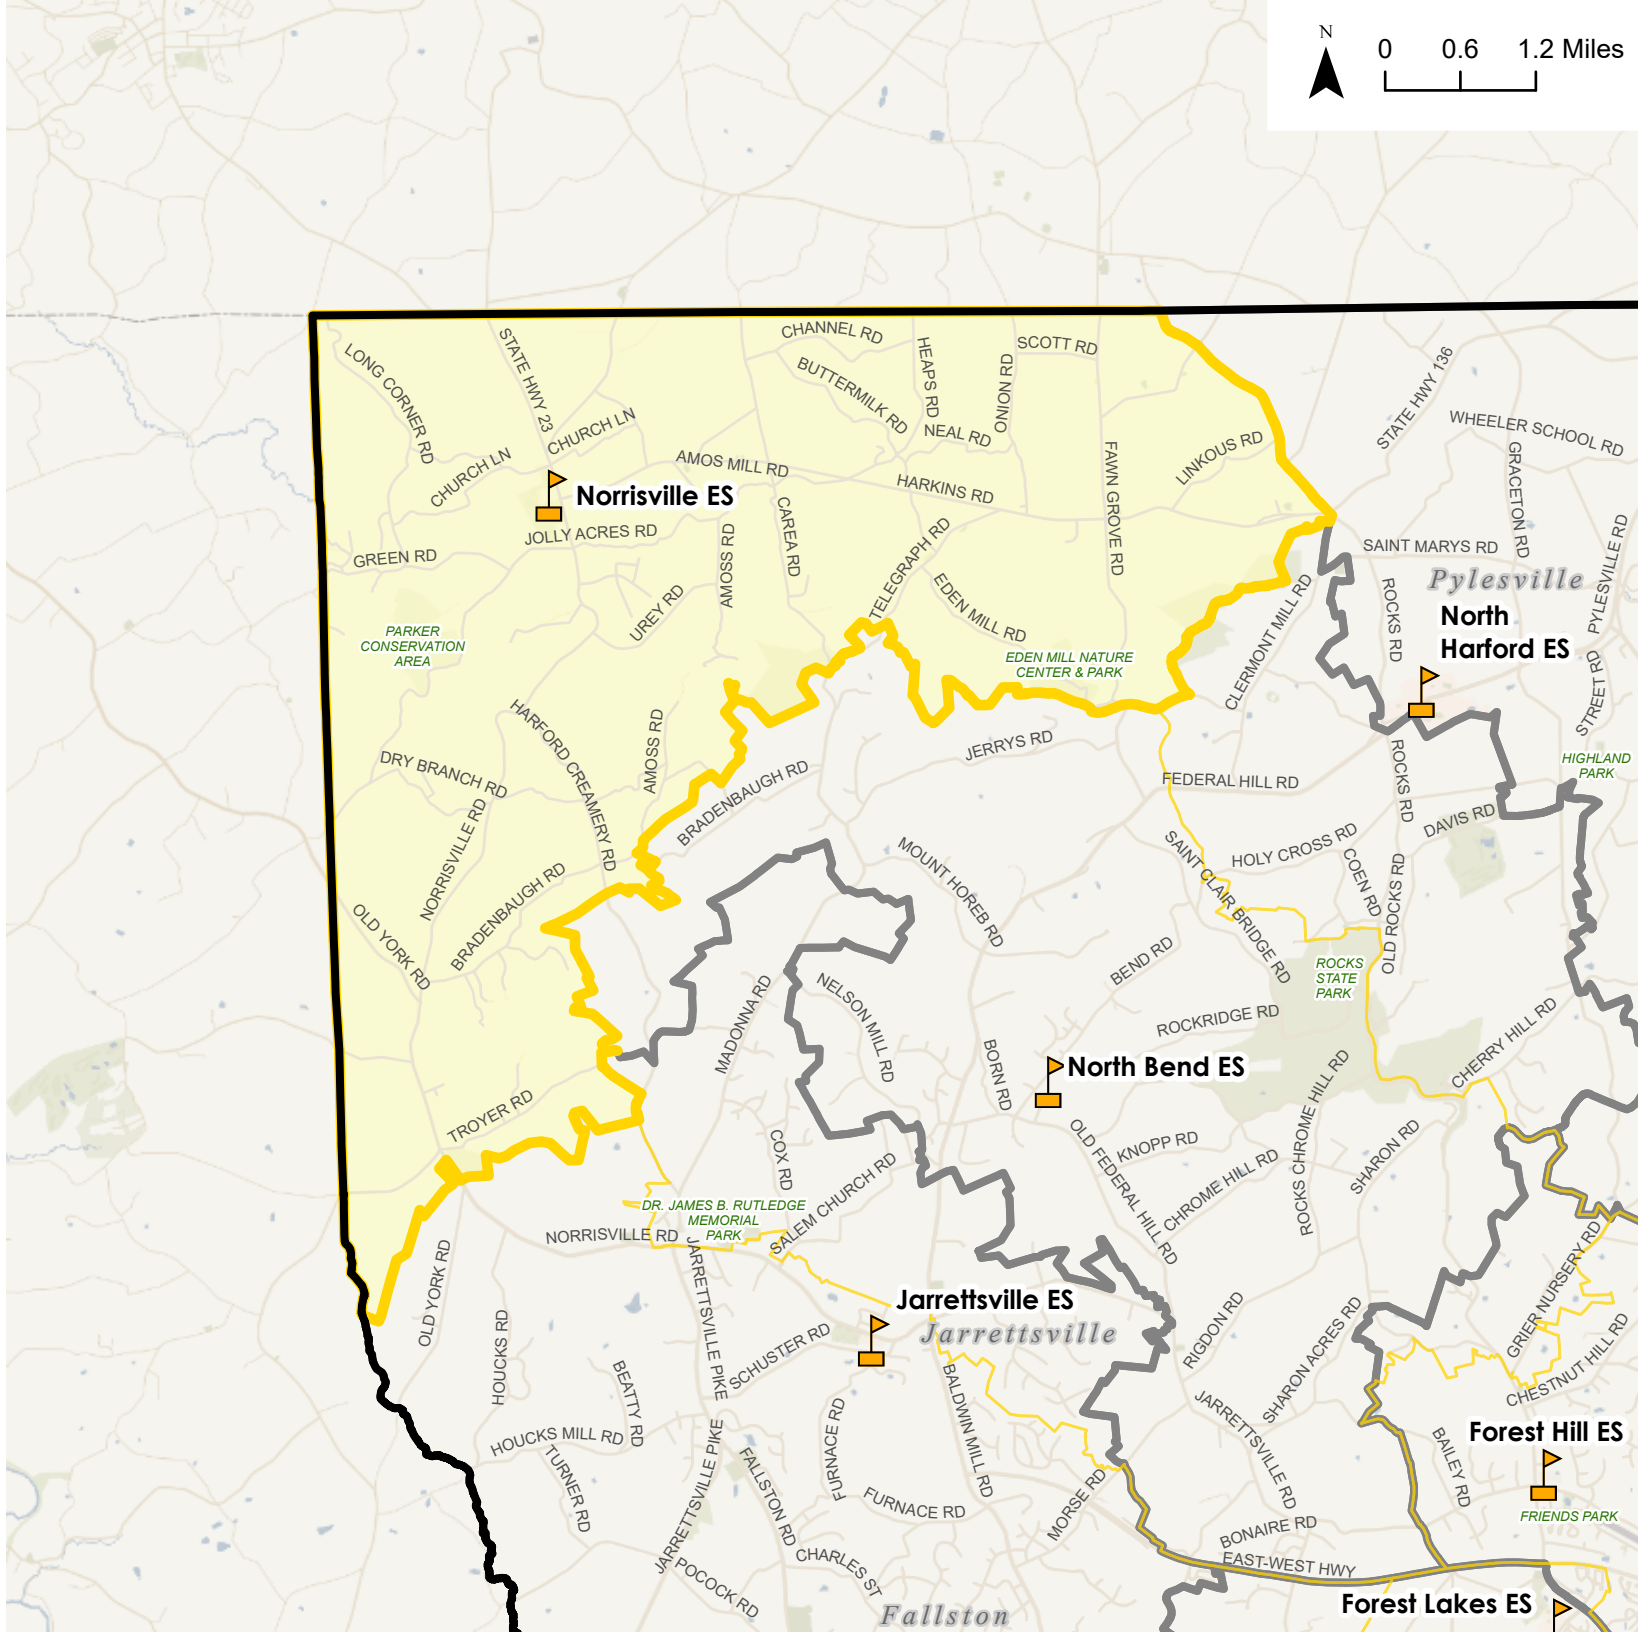 N
0 0.6 1.2 Miles
CHANNEL RD
SCOTT RD
STATE HWY 23
HEAPS RD
LONG CORNER RD
BUTTERMILK RD
ONION RD
STATE HWY 136
WHEELER SCHOOL RD
CHURCH LN
NEAL RD
LINKOUS RD
GRACETON RD
CHURCH LN
AMOS MILL RD
FAWN GROVE RD
Norrisville ES
HARKINS RD
CAREA RD
JOLLY ACRES RD
TELEGRAPH RD
PYLESVILLE RD
GREEN RD
AMOSS RD
SAINT MARYS RD
Pylesville
EDEN MILL RD
CLERMONT MILL RD
ROCKS RD
UREY RD
North
Harford ES
PARKER
CONSERVATION
AREA
EDEN MILL NATURE
CENTER & PARK
STREET RD
HARFORD CREAMERY RD
AMOSS RD
JERRYS RD
ROCKS RD
DRY BRANCH RD
BRADENBAUGH RD
FEDERAL HILL RD
HIGHLAND
PARK
NORRISVILLE RD
DAVIS RD
MOUNT HOREB RD
SAINT CLAIR BRIDGE RD
HOLY CROSS RD
COEN RD
OLD ROCKS RD
BRADENBAUGH RD
OLD YORK RD
BEND RD
ROCKS
STATE
PARK
MADONNA RD
NELSON MILL RD
ROCKRIDGE RD
CHERRY HILL RD
BORN RD
North Bend ES
ROCKS CHROME HILL RD
TROYER RD
OLD FEDERAL HILL RD
KNOPP RD
SHARON RD
COX RD
SALEM CHURCH RD
CHROME HILL RD
DR. JAMES B. RUTLEDGE
MEMORIAL
PARK
NORRISVILLE RD
JARRETTSVILLE PIKE
OLD YORK RD
GRIER NURSERY RD
Jarrettsville ES
Jarrettsville
HOUCKS RD
SCHUSTER RD
RIGDON RD
SHARON ACRES RD
CHESTNUT HILL RD
BEATTY RD
BALDWIN MILL RD
JARRETTSVILLE RD
HOUCKS MILL RD
FURNACE RD
BAILEY RD
Forest Hill ES
TURNER RD
JARRETTSVILLE PIKE
FALLSTON RD
FURNACE RD
MORSE RD
BONAIRE RD
FRIENDS PARK
CHARLES ST
EAST-WEST HWY
POCOCK RD
Fallston
Forest Lakes ES